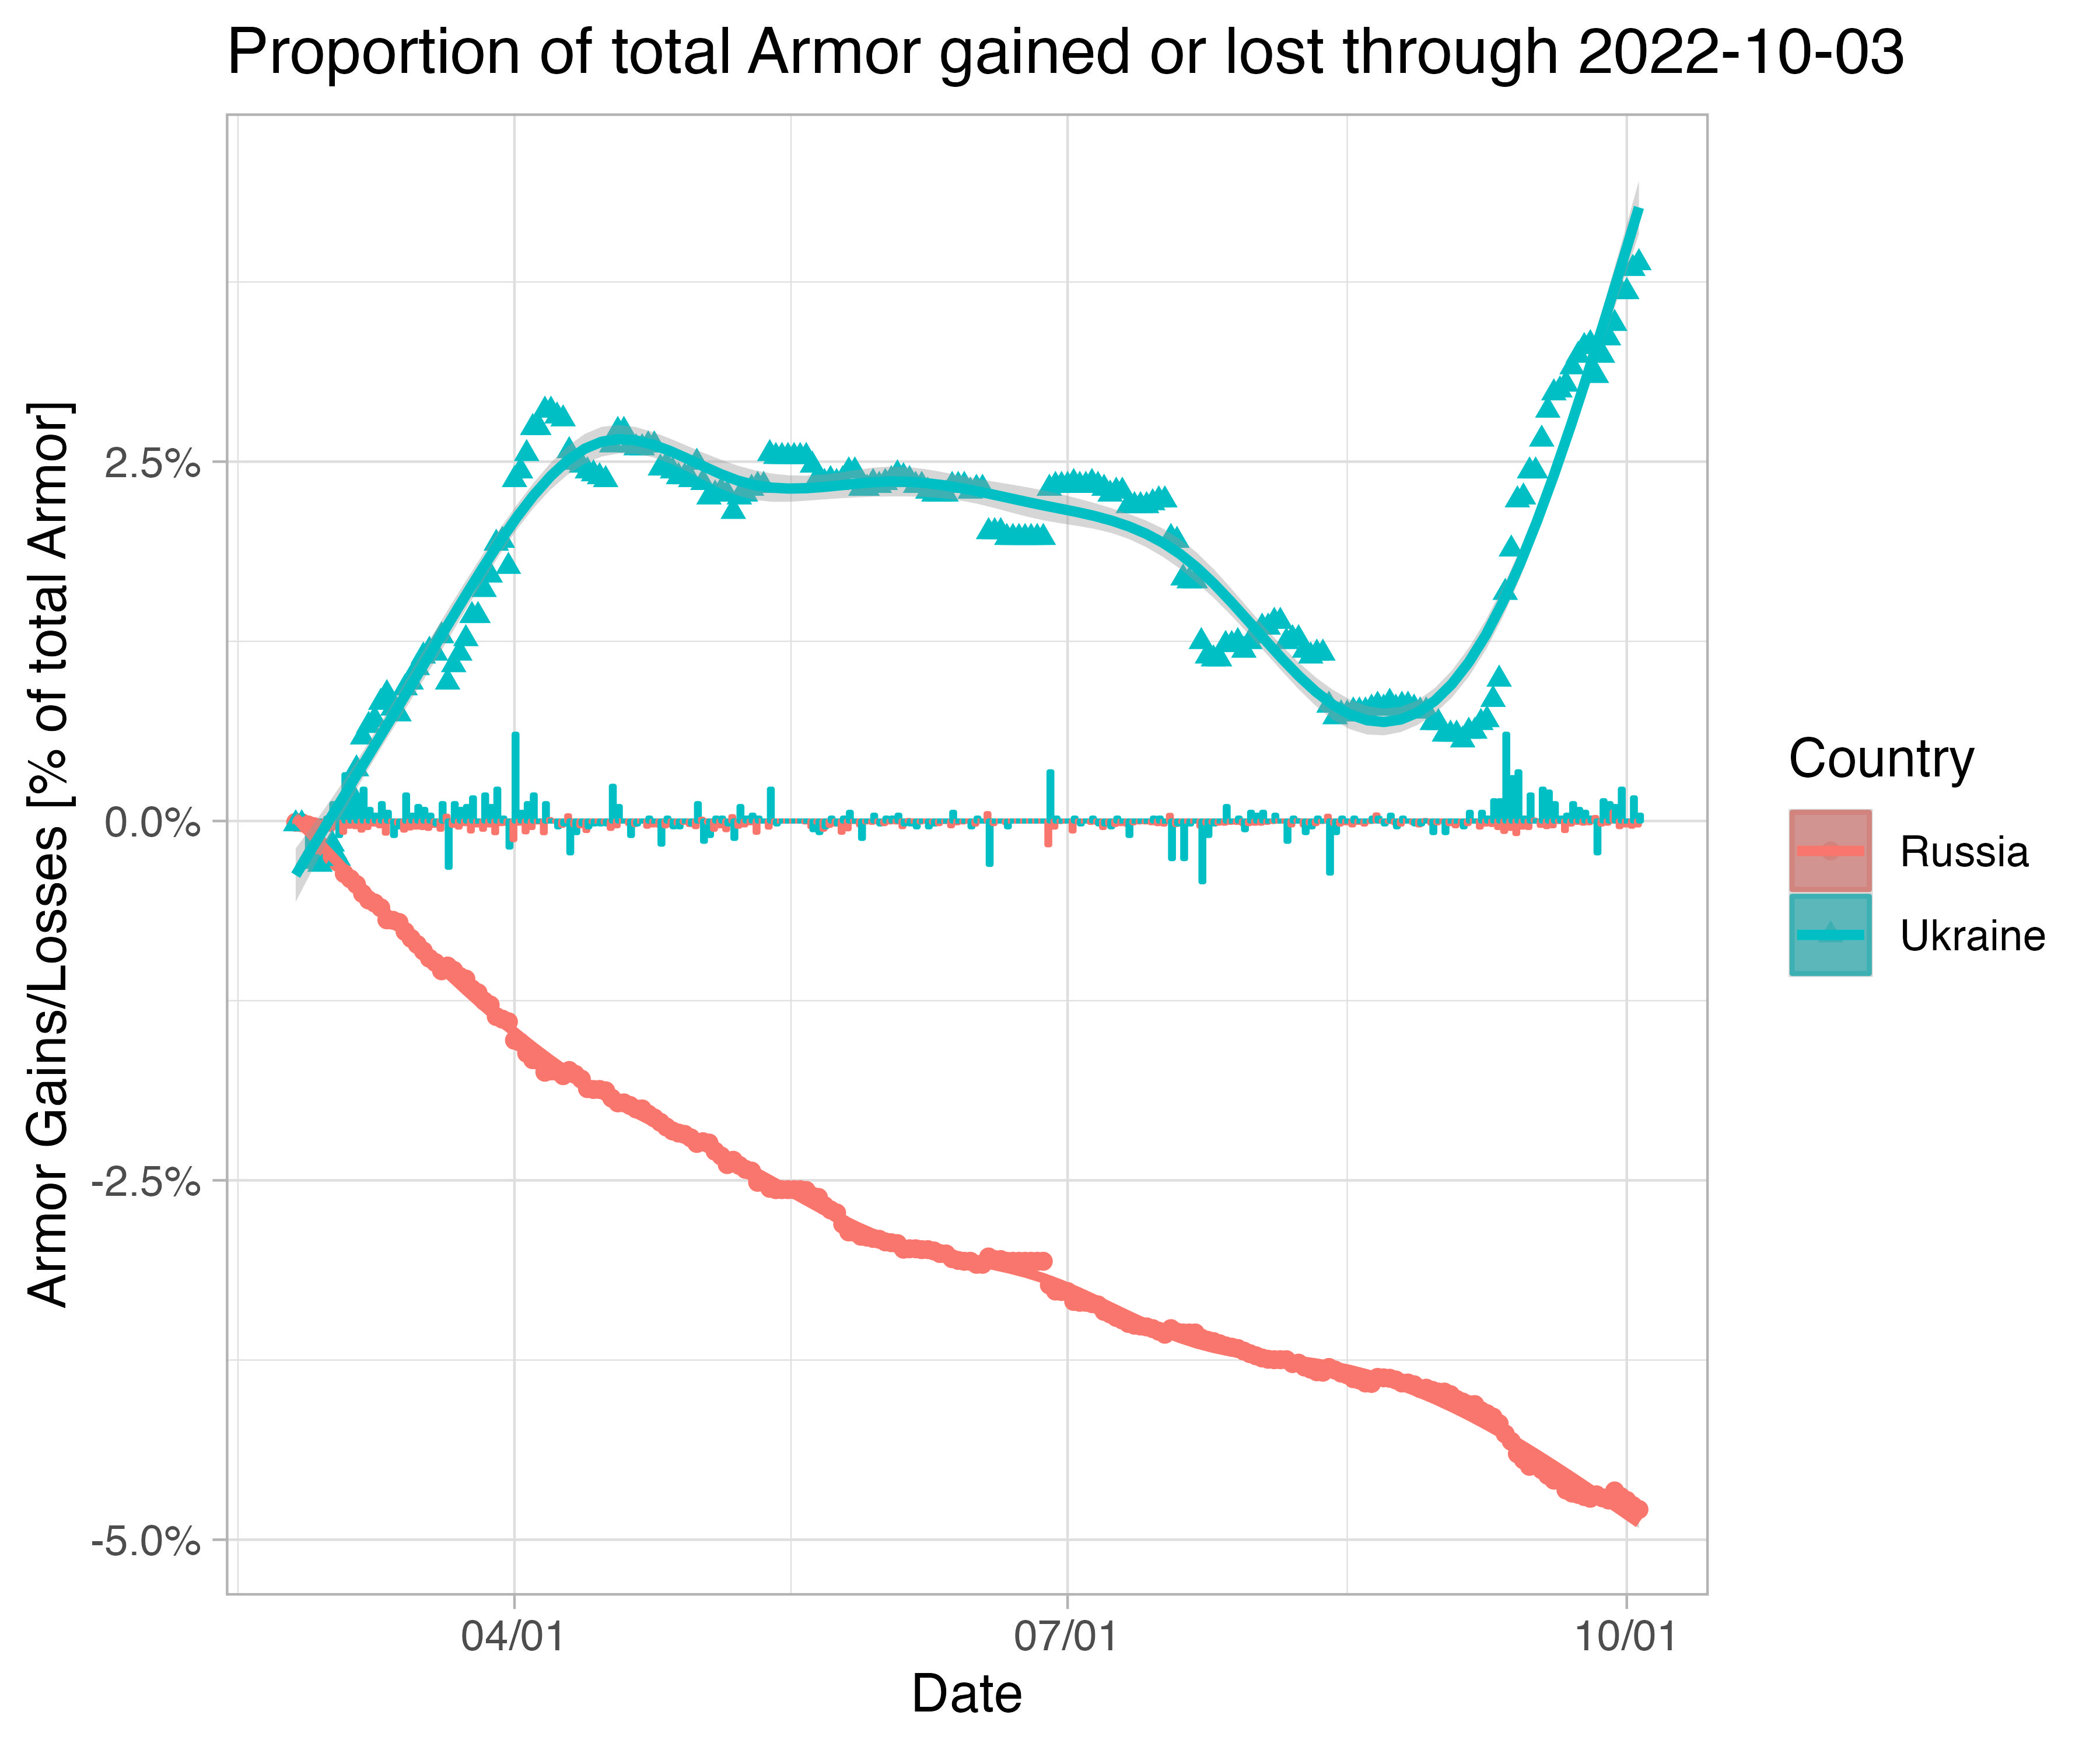 Proportion of total Armor gained or lost through 2022-10-03
Armor Gains/Losses [% of total Armor]
2.5%
0.0%
-2.5%
-5.0%
04/01
07/01
10/01
Date
Country
Russia
Ukraine